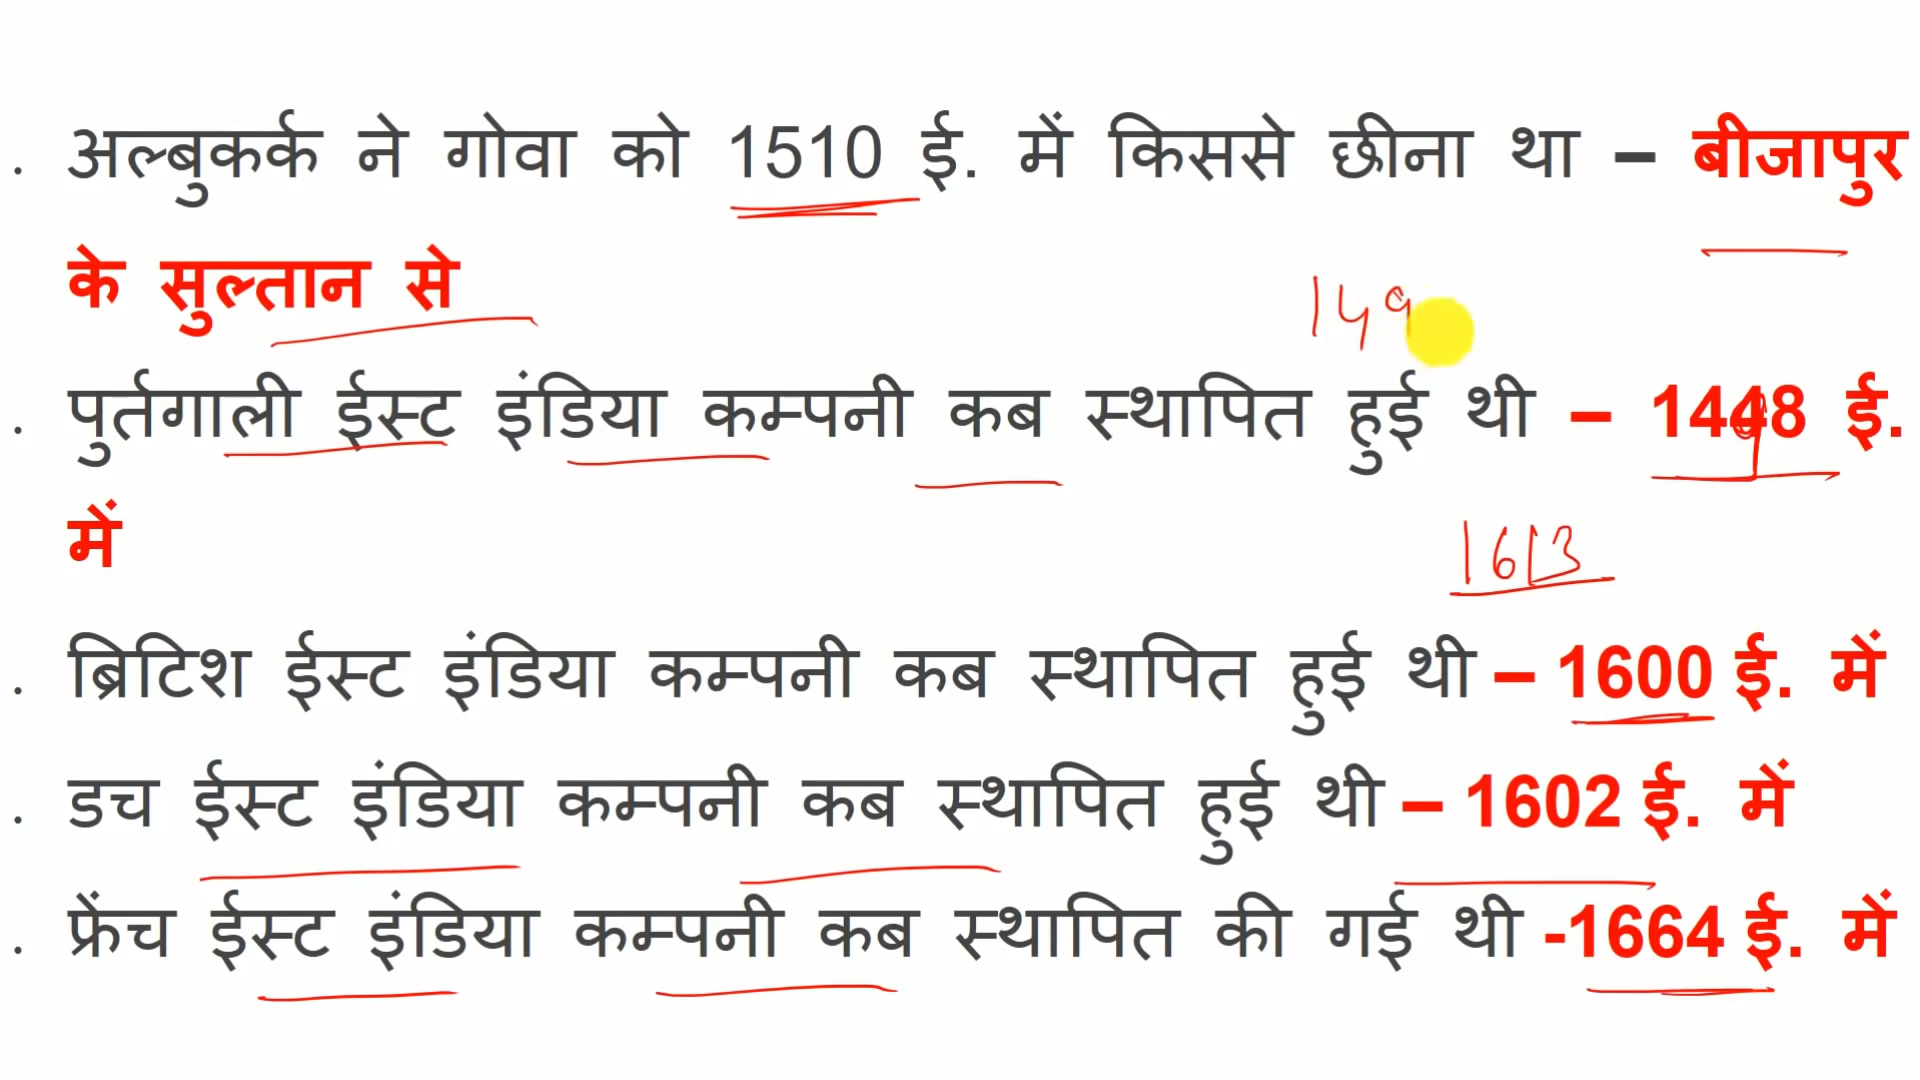 . अल्बुकर्क ने गोवा को 1510 ई. में किससे छीना था – बीजापुर
के सुल्तान से
149
. पुर्तगाली ईस्ट इंडिया कम्पनी कब स्थापित हुई थी – 1448 ई.
में
1613
. ब्रिटिश ईस्ट इंडिया कम्पनी कब स्थापित हुई थी – 1600 ई. में
. डच ईस्ट इंडिया कम्पनी कब स्थापित हुई थी – 1602 ई. में
. फ्रेंच ईस्ट इंडिया कम्पनी कब स्थापित की गई थी -1664 ई. में